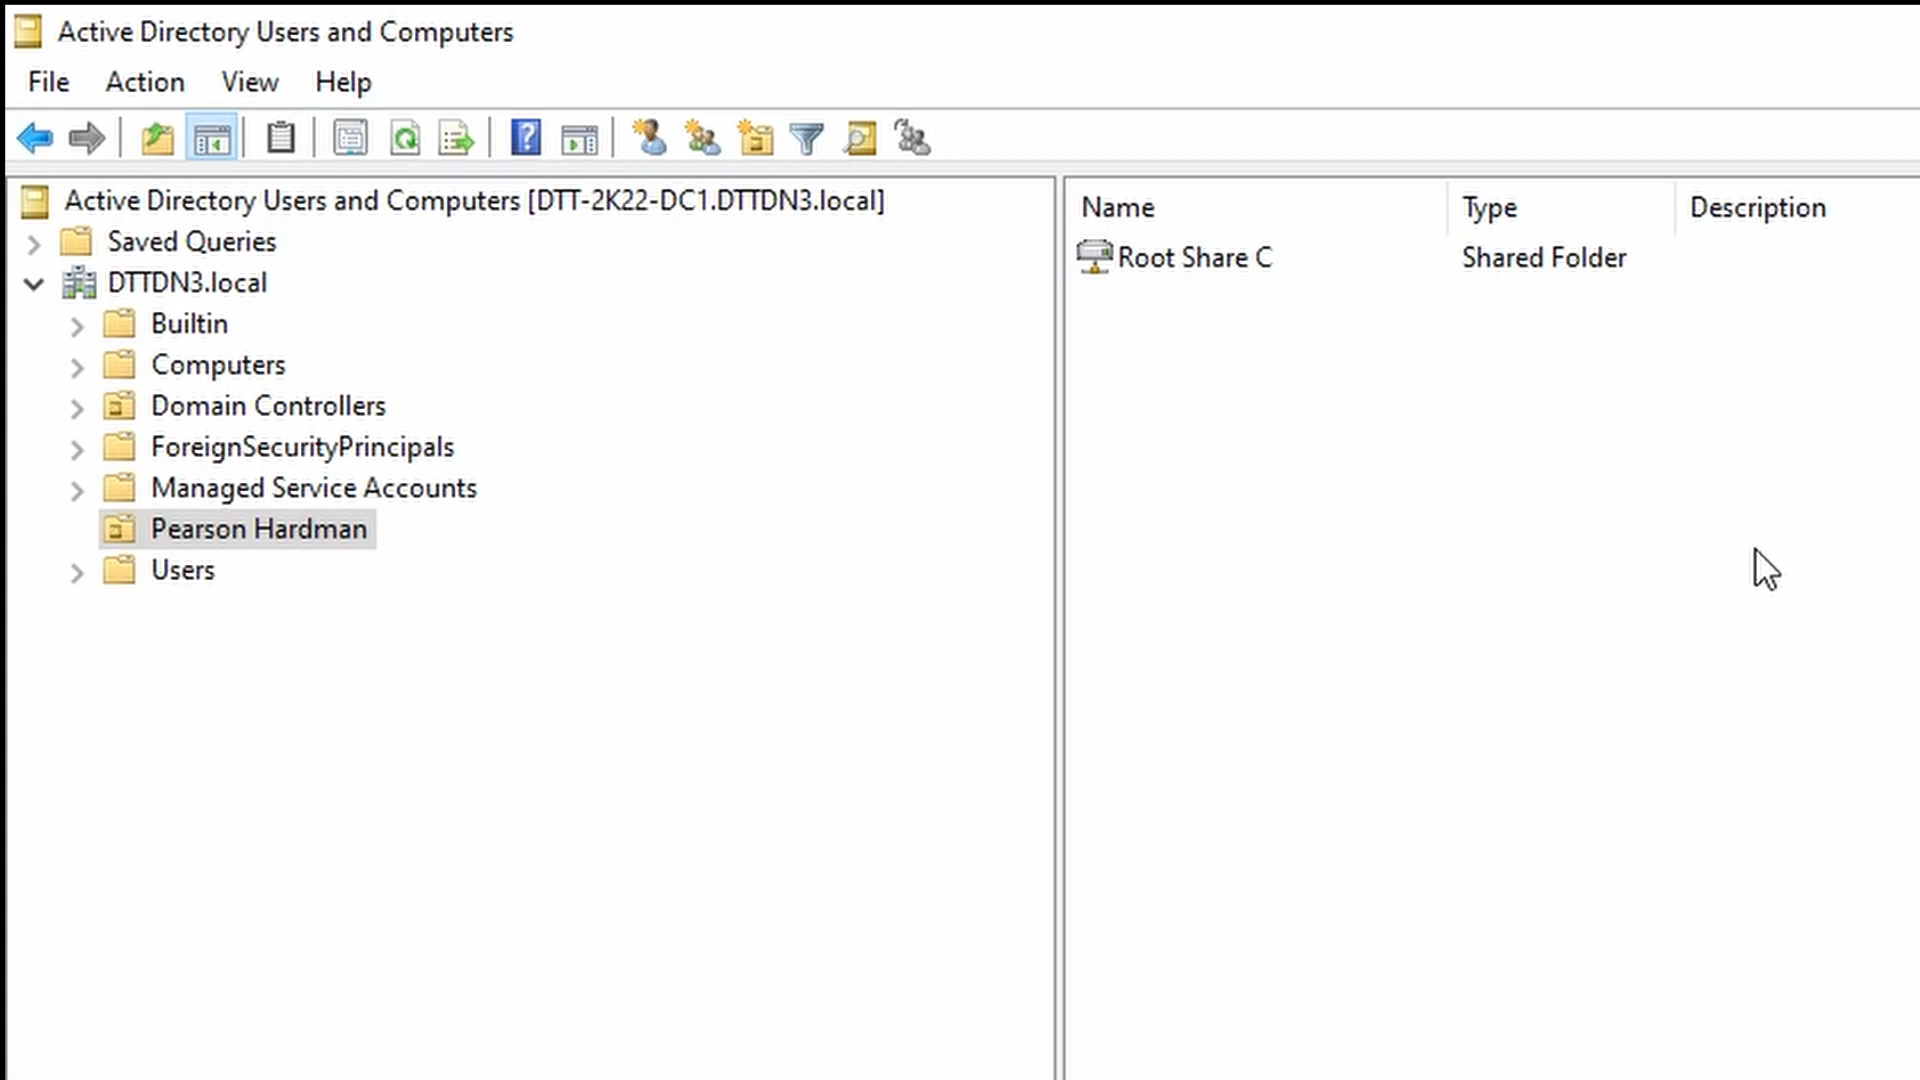 Active Directory Users and Computers
File Action View Help
Active Directory Users and Computers [DTT-2K22-DC1.DTTDN3.local]
Saved Queries
DTTDN3.local
Builtin
Computers
Domain Controllers
ForeignSecurityPrincipals
Managed Service Accounts
Pearson Hardman
Users
Name Type Description
Root Share C Shared Folder